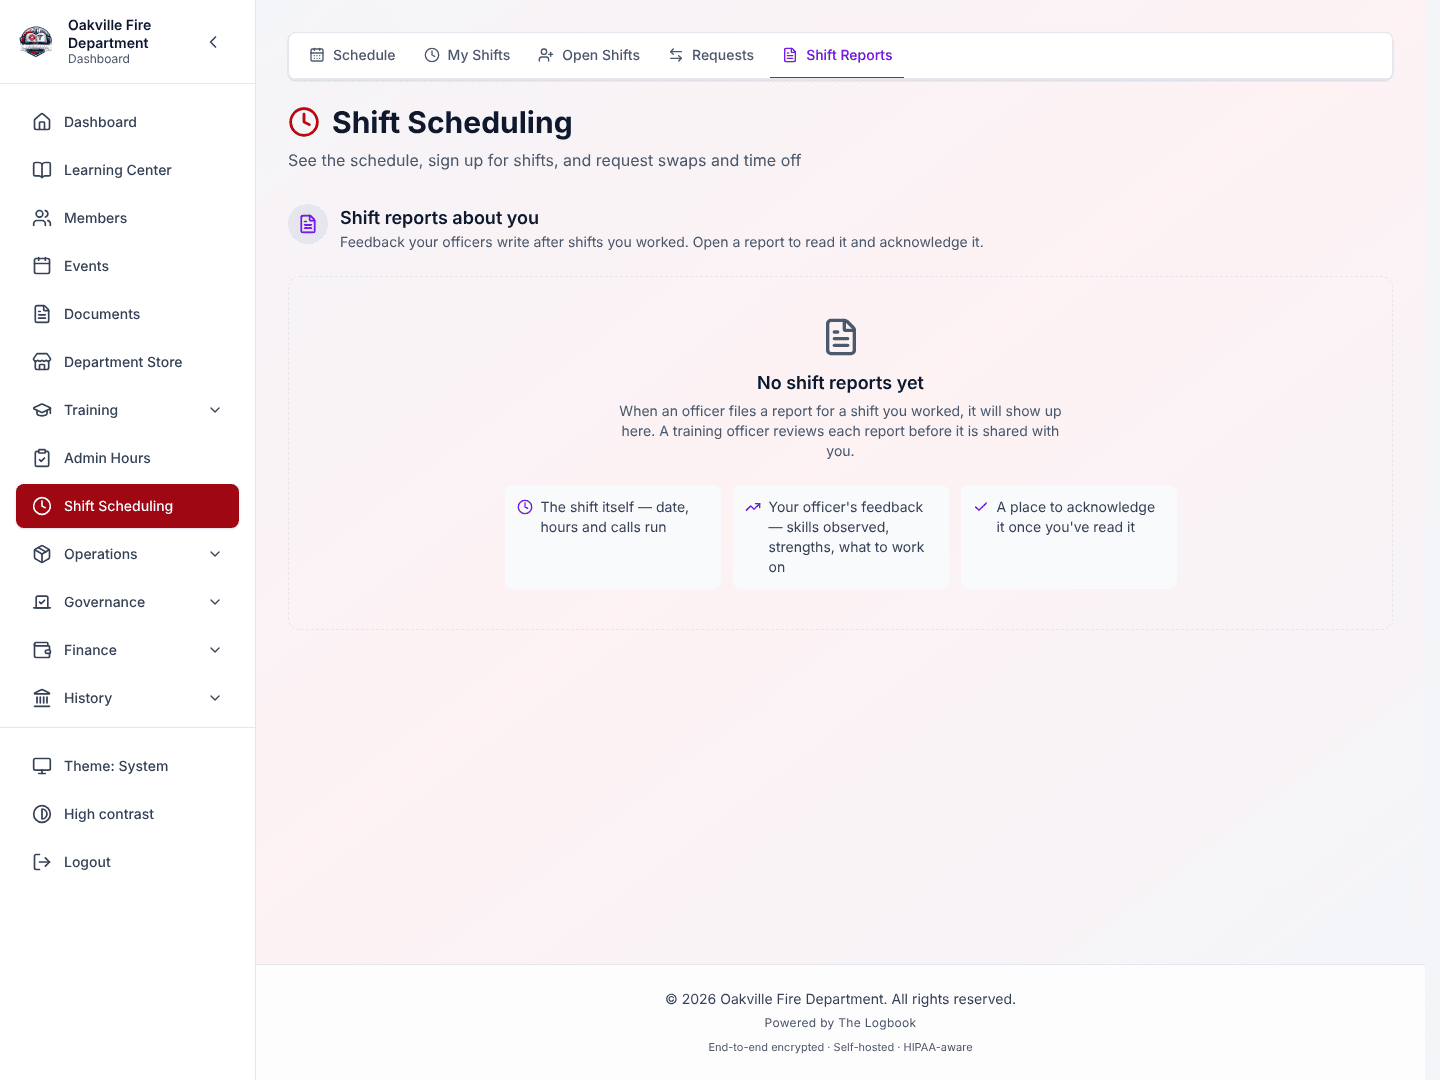 Oakville Fire
Department
Dashboard
Dashboard
Learning Center
Members
Events
Documents
Department Store
Training
Admin Hours
Shift Scheduling
Operations
Governance
Finance
History
Theme: System
High contrast
Logout
Schedule
My Shifts
Open Shifts
Requests
Shift Reports
Shift Scheduling
See the schedule, sign up for shifts, and request swaps and time off
Shift reports about you
Feedback your officers write after shifts you worked. Open a report to read it and acknowledge it.
No shift reports yet
When an officer files a report for a shift you worked, it will show up
here. A training officer reviews each report before it is shared with
you.
The shift itself — date,
hours and calls run
Your officer's feedback
— skills observed,
strengths, what to work
on
A place to acknowledge
it once you've read it
© 2026 Oakville Fire Department. All rights reserved.
Powered by The Logbook
End-to-end encrypted · Self-hosted · HIPAA-aware